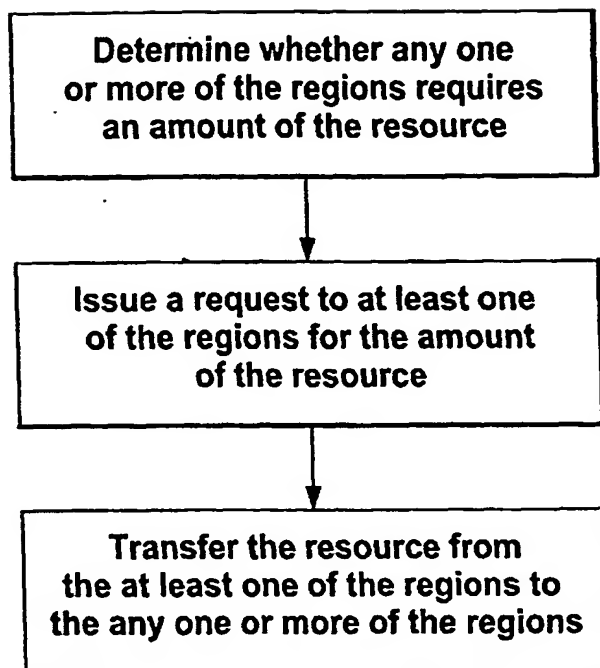 Determine whether any one
or more of the regions requires
an amount of the resource
Issue a request to at least one
of the regions for the amount
of the resource
Transfer the resource from
the at least one of the regions to
the any one or more of the regions